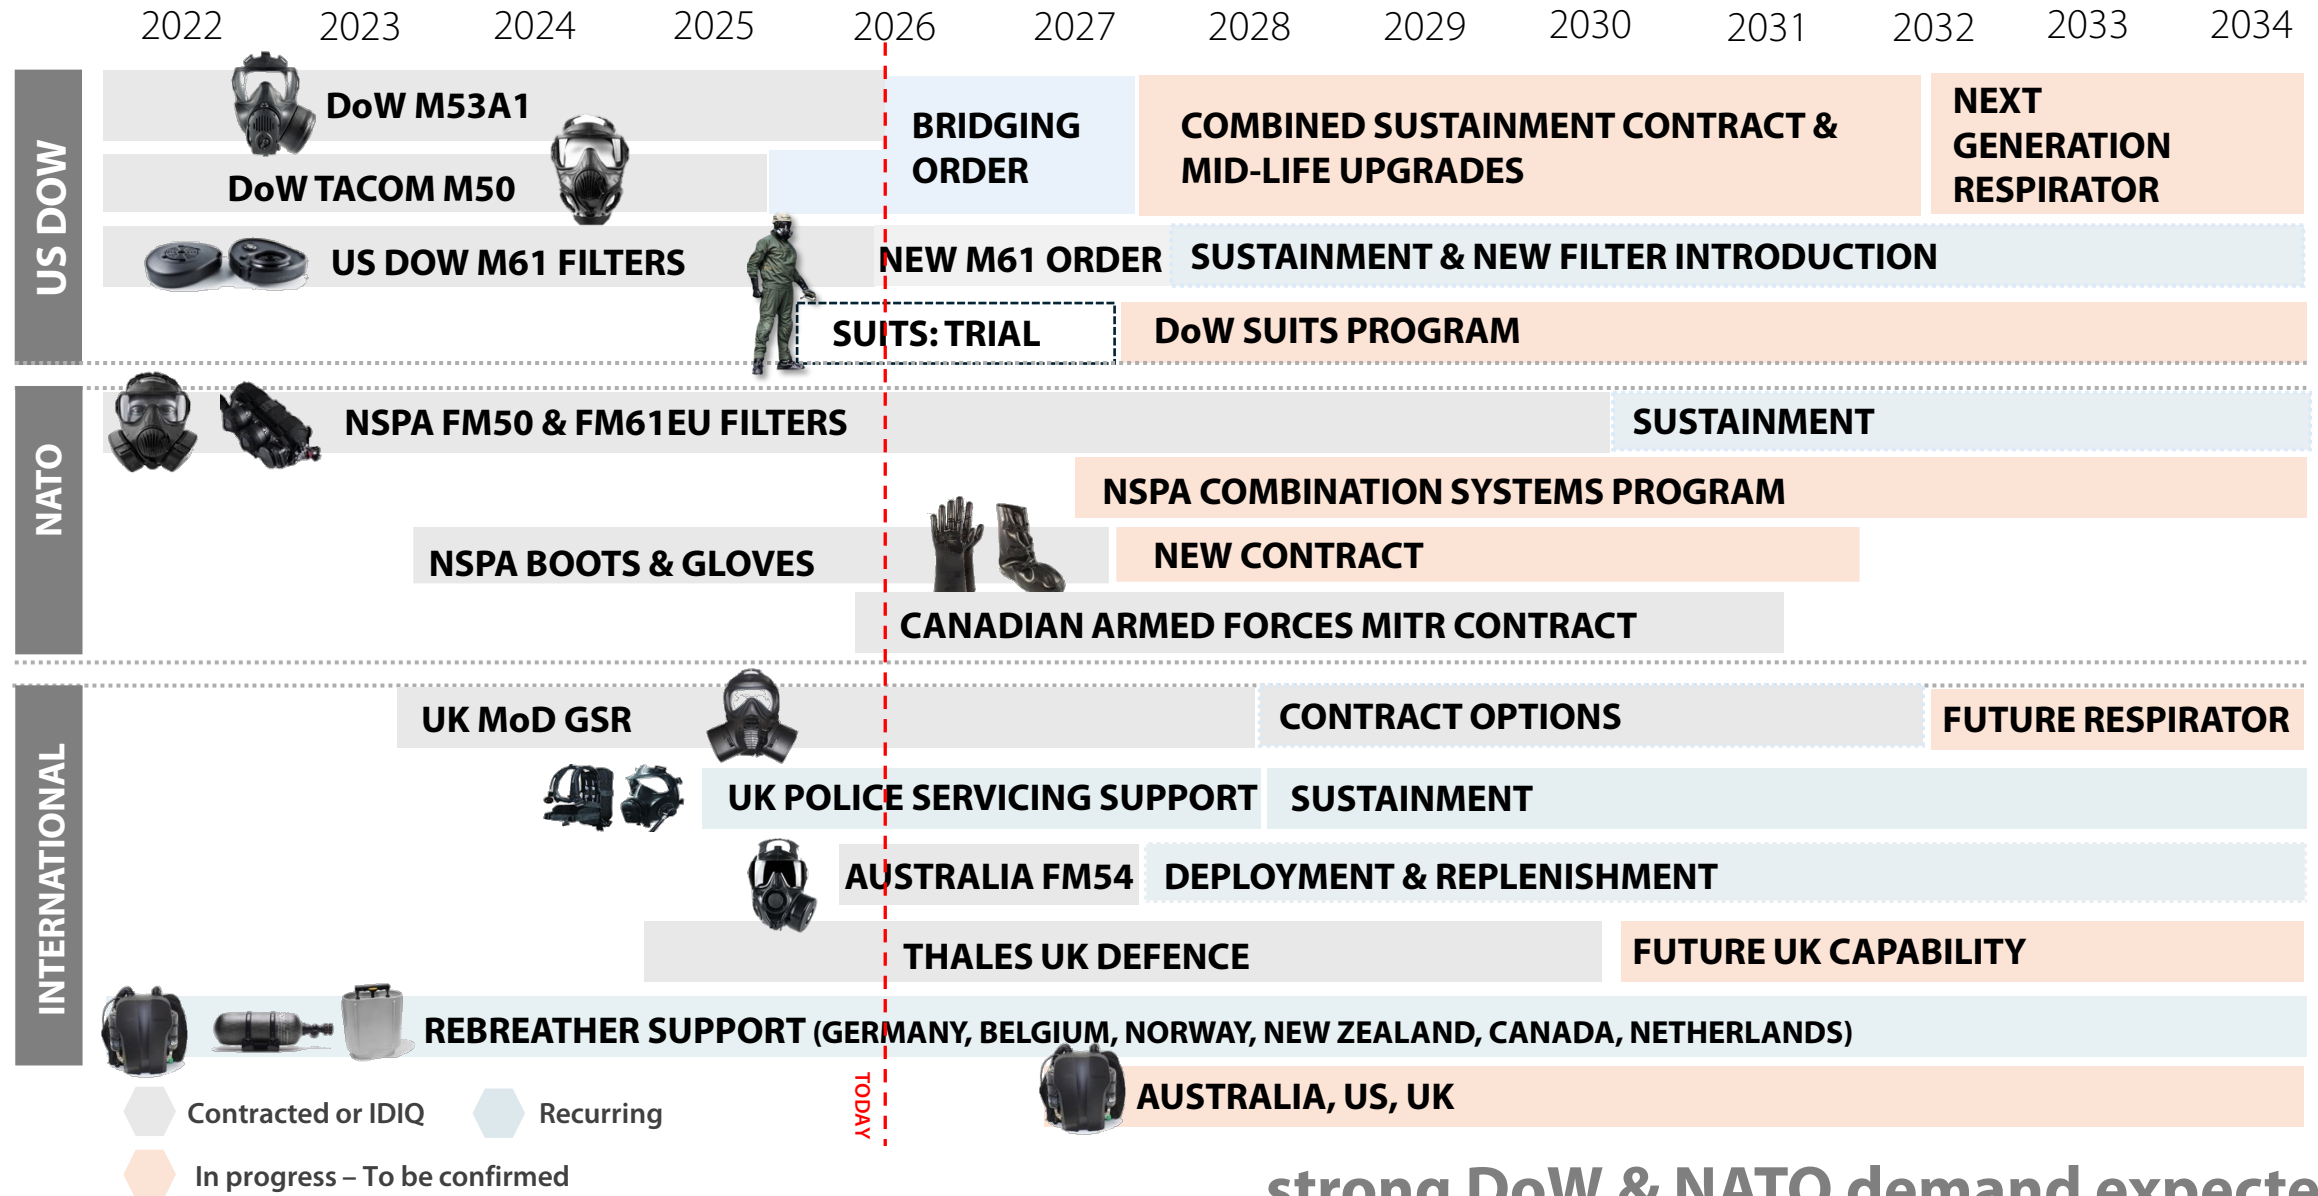 2022 2023 2024 2025 2026 2027 2028 2029 2030 2031 2032 2033 2034
US DOW
DoW M53A1
DoW TACOM M50
BRIDGING
ORDER
COMBINED SUSTAINMENT CONTRACT &
MID-LIFE UPGRADES
NEXT
GENERATION
RESPIRATOR
US DOW M61 FILTERS
NEW M61 ORDER
SUSTAINMENT & NEW FILTER INTRODUCTION
SUITS: TRIAL
DoW SUITS PROGRAM
NATO
NSPA FM50 & FM61EU FILTERS
SUSTAINMENT
NSPA COMBINATION SYSTEMS PROGRAM
NSPA BOOTS & GLOVES
NEW CONTRACT
CANADIAN ARMED FORCES MITR CONTRACT
INTERNATIONAL
UK MoD GSR
CONTRACT OPTIONS
FUTURE RESPIRATOR
UK POLICE SERVICING SUPPORT
SUSTAINMENT
AUSTRALIA FM54
DEPLOYMENT & REPLENISHMENT
THALES UK DEFENCE
FUTURE UK CAPABILITY
REBREATHER SUPPORT (GERMANY, BELGIUM, NORWAY, NEW ZEALAND, CANADA, NETHERLANDS)
AUSTRALIA, US, UK
TODAY
Contracted or IDIQ
Recurring
In progress – To be confirmed
strong DoW & NATO demand expecte